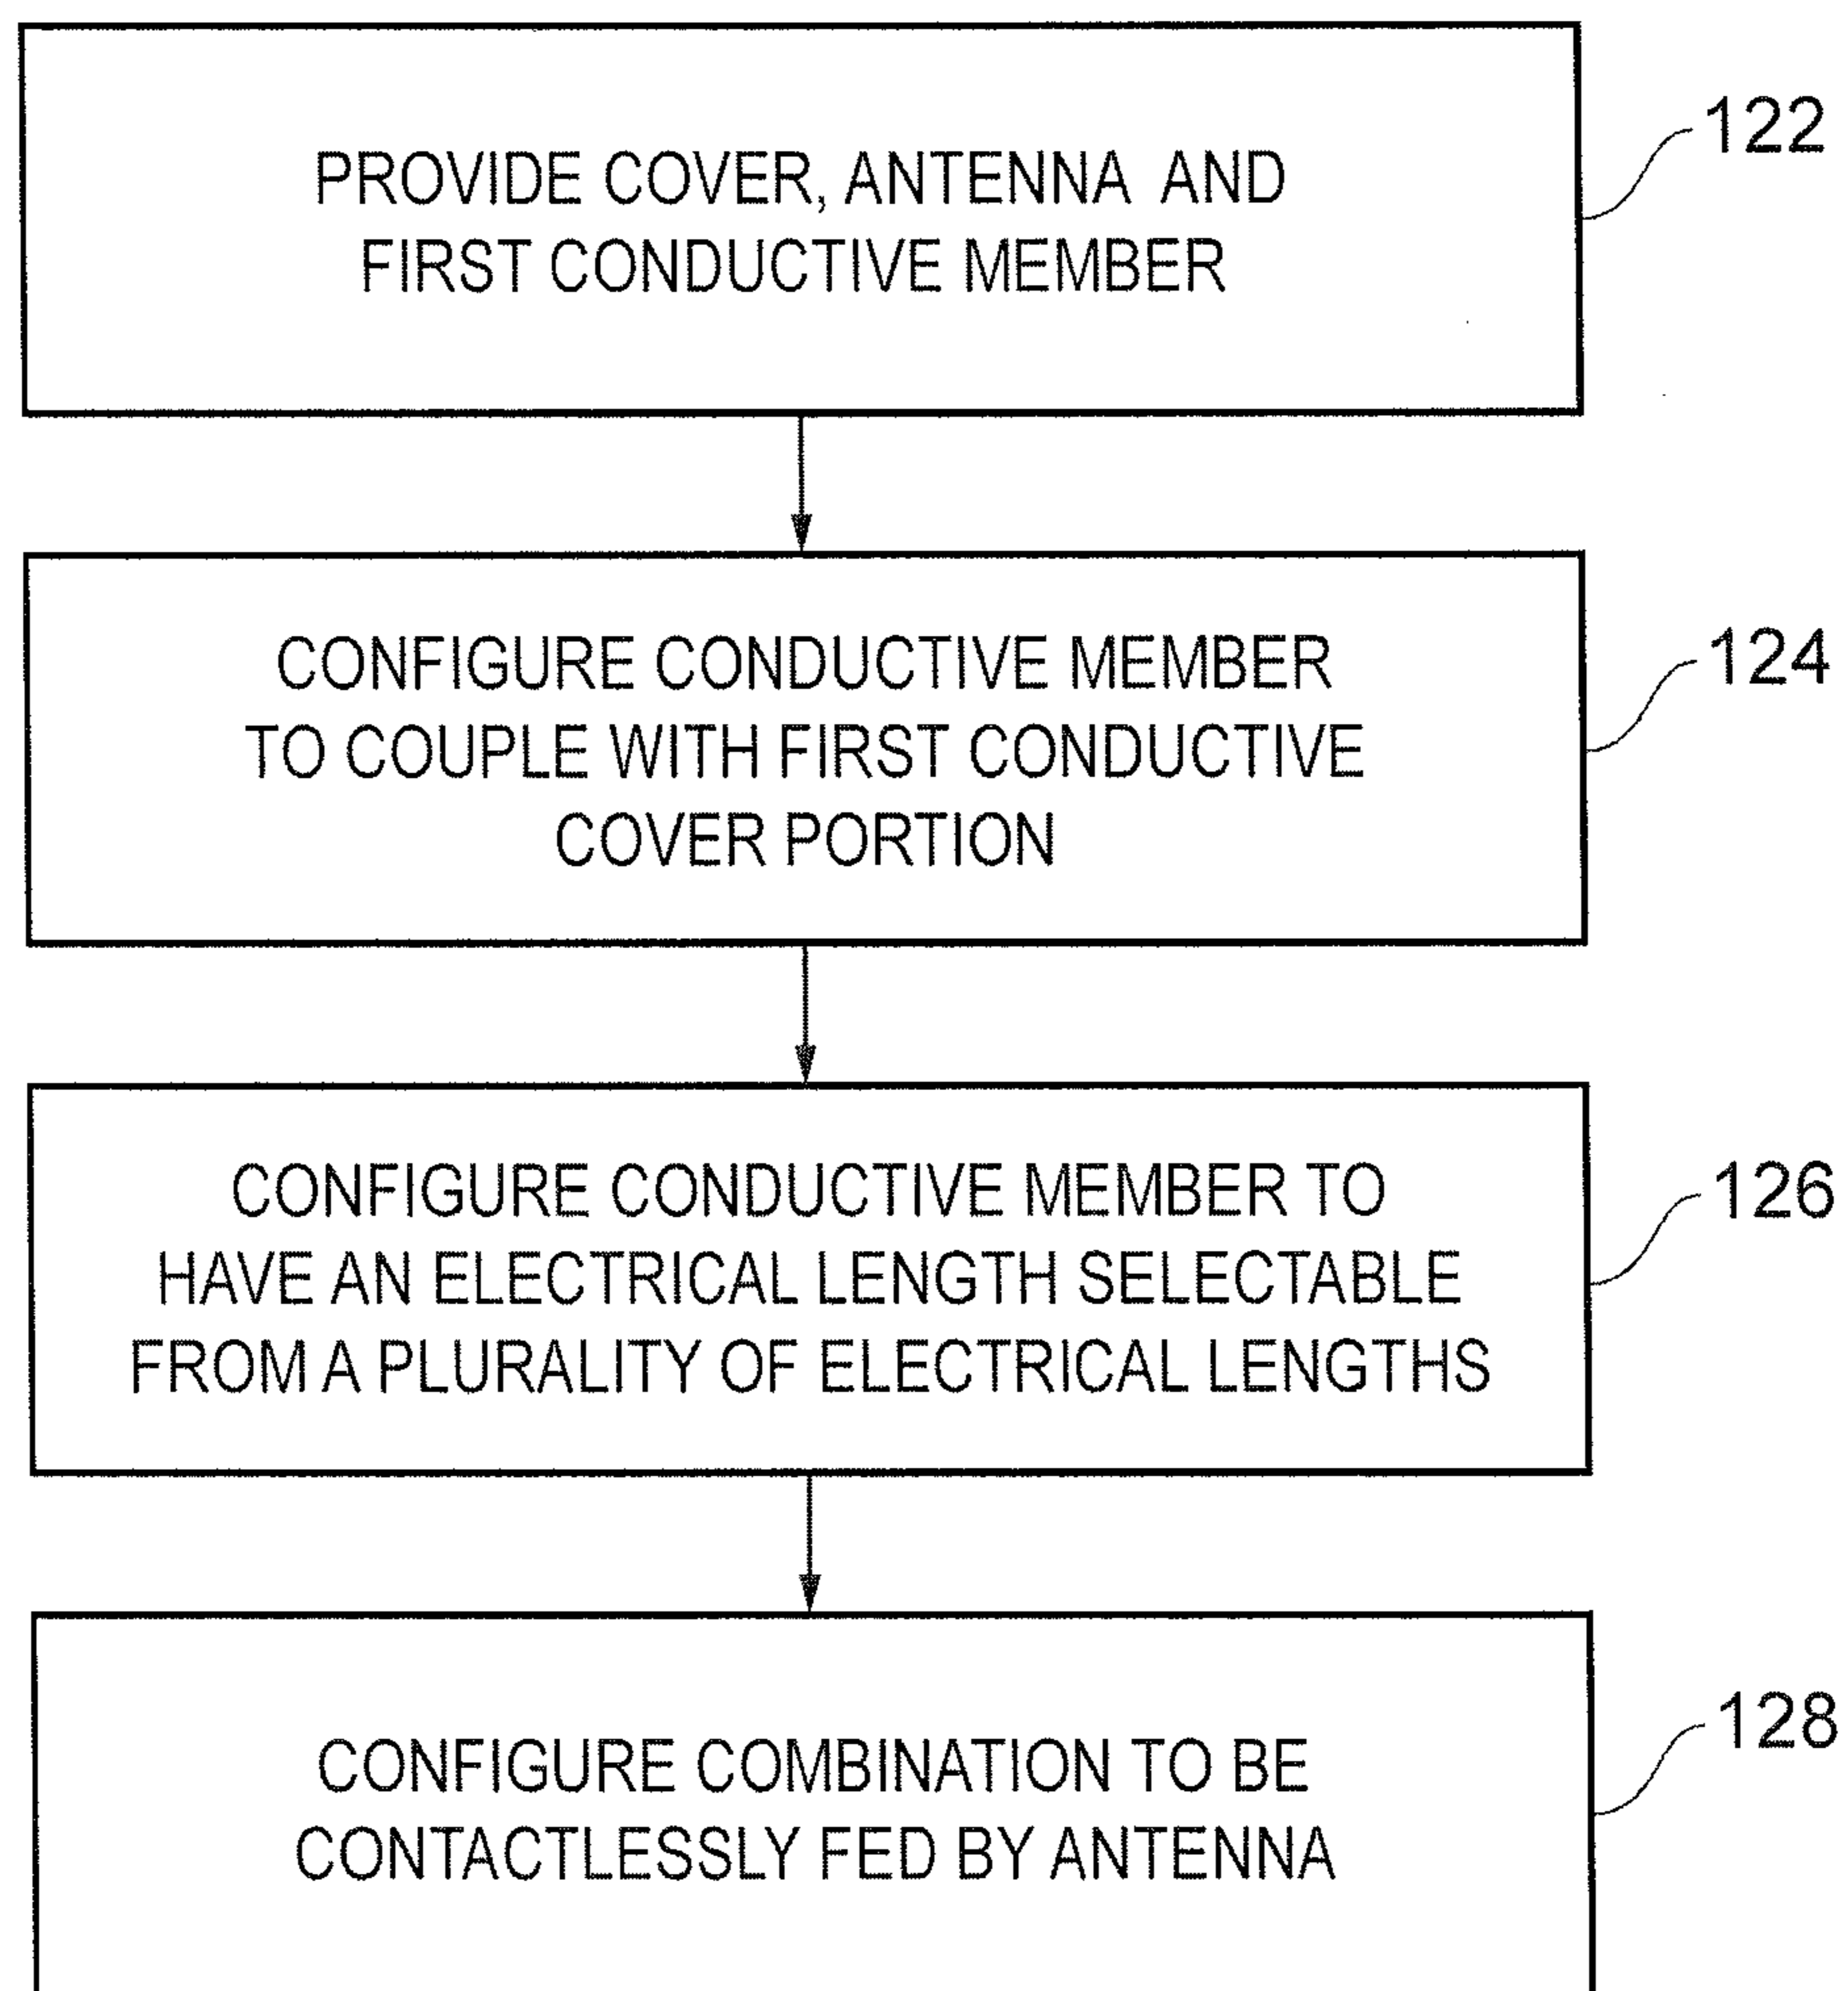 PROVIDE COVER, ANTENNA AND
FIRST CONDUCTIVE MEMBER
122
CONFIGURE CONDUCTIVE MEMBER
TO COUPLE WITH FIRST CONDUCTIVE
COVER PORTION
124
CONFIGURE CONDUCTIVE MEMBER TO
HAVE AN ELECTRICAL LENGTH SELECTABLE
FROM A PLURALITY OF ELECTRICAL LENGTHS
126
CONFIGURE COMBINATION TO BE
CONTACTLESSLY FED BY ANTENNA
128